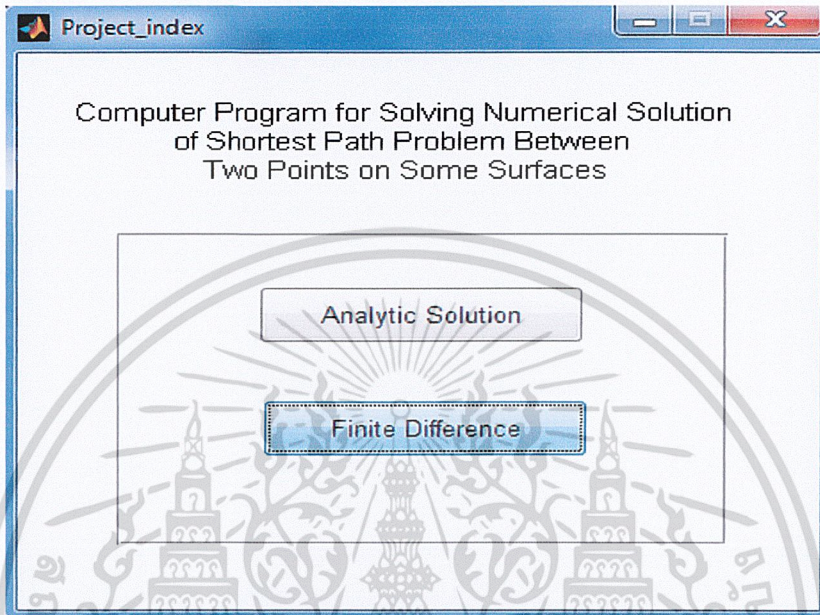 Project_index
Computer Program for Solving Numerical Solution
of Shortest Path Problem Between
Two Points on Some Surfaces
Analytic Solution
Finite Difference